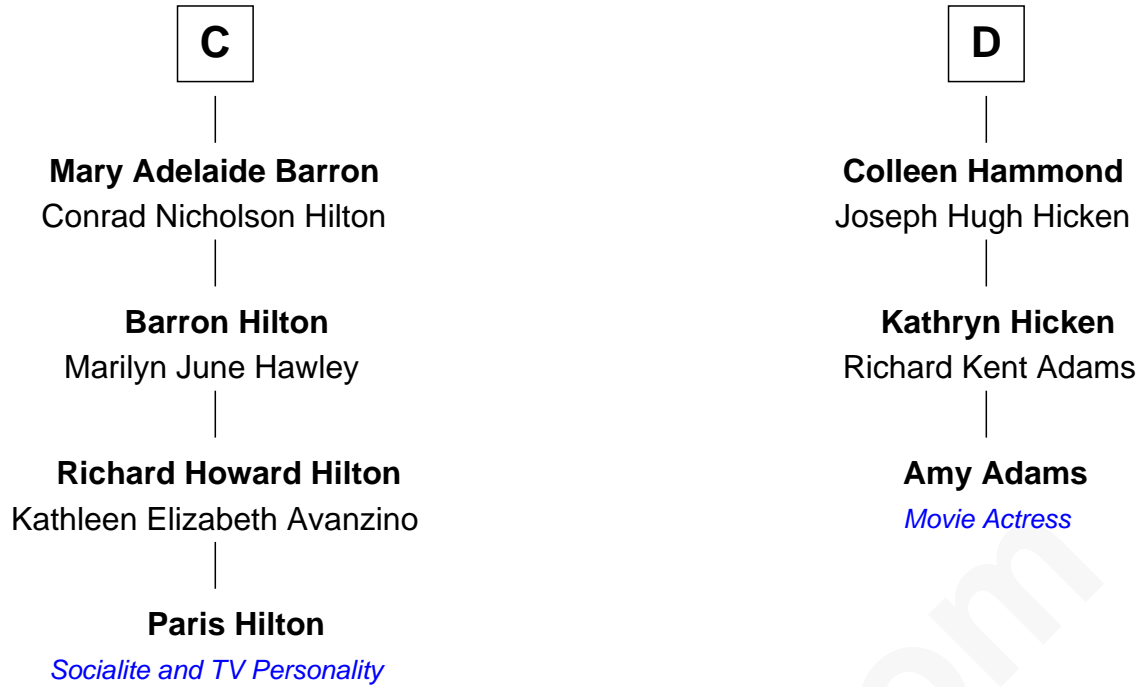 C
Mary Adelaide Barron
Conrad Nicholson Hilton
Barron Hilton
Marilyn June Hawley
Richard Howard Hilton
Kathleen Elizabeth Avanzino
Paris Hilton
Socialite and TV Personality
D
Colleen Hammond
Joseph Hugh Hicken
Kathryn Hicken
Richard Kent Adams
Amy Adams
Movie Actress
om